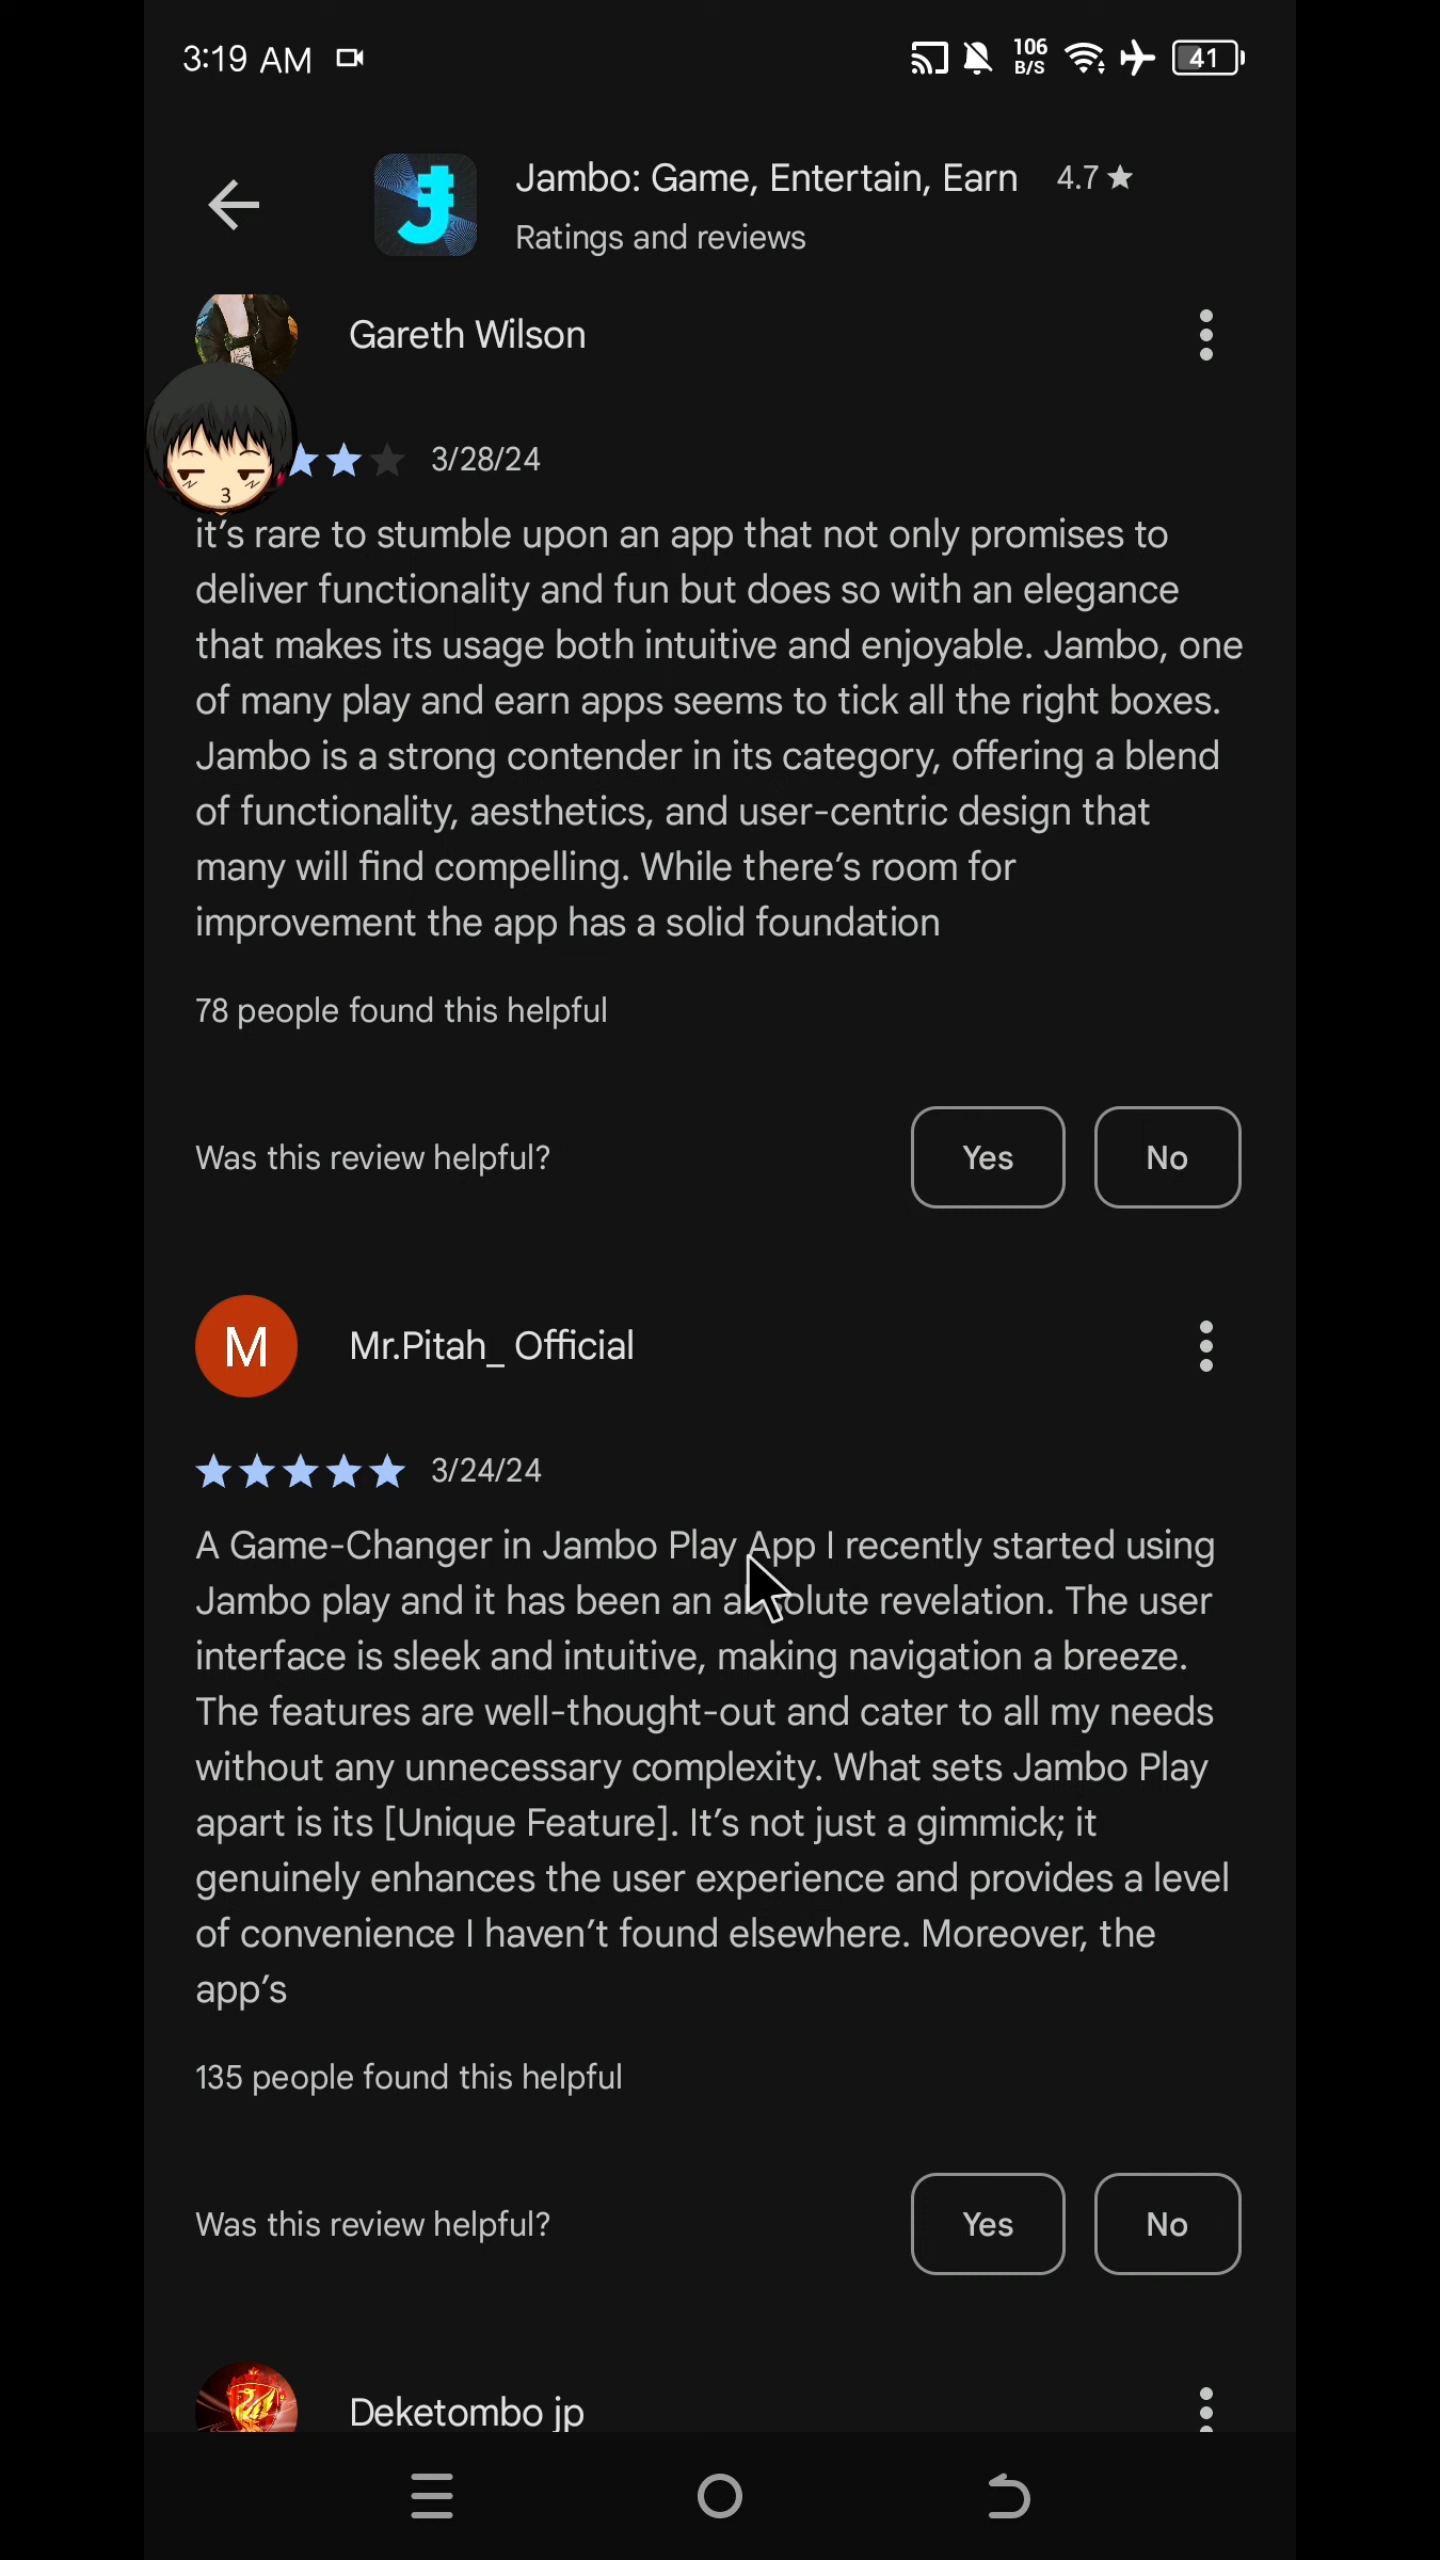 3:19 AM
106
B/S
41
Jambo: Game, Entertain, Earn 4.7★
Ratings and reviews
Gareth Wilson
3/28/24
it’s rare to stumble upon an app that not only promises to
deliver functionality and fun but does so with an elegance
that makes its usage both intuitive and enjoyable. Jambo, one
of many play and earn apps seems to tick all the right boxes.
Jambo is a strong contender in its category, offering a blend
of functionality, aesthetics, and user-centric design that
many will find compelling. While there’s room for
improvement the app has a solid foundation
78 people found this helpful
Was this review helpful? Yes No
M
Mr.Pitah_ Official
3/24/24
A Game-Changer in Jambo Play App I recently started using
Jambo play and it has been an absolute revelation. The user
interface is sleek and intuitive, making navigation a breeze.
The features are well-thought-out and cater to all my needs
without any unnecessary complexity. What sets Jambo Play
apart is its [Unique Feature]. It’s not just a gimmick; it
genuinely enhances the user experience and provides a level
of convenience I haven’t found elsewhere. Moreover, the
app’s
135 people found this helpful
Was this review helpful? Yes No
Deketombo jp